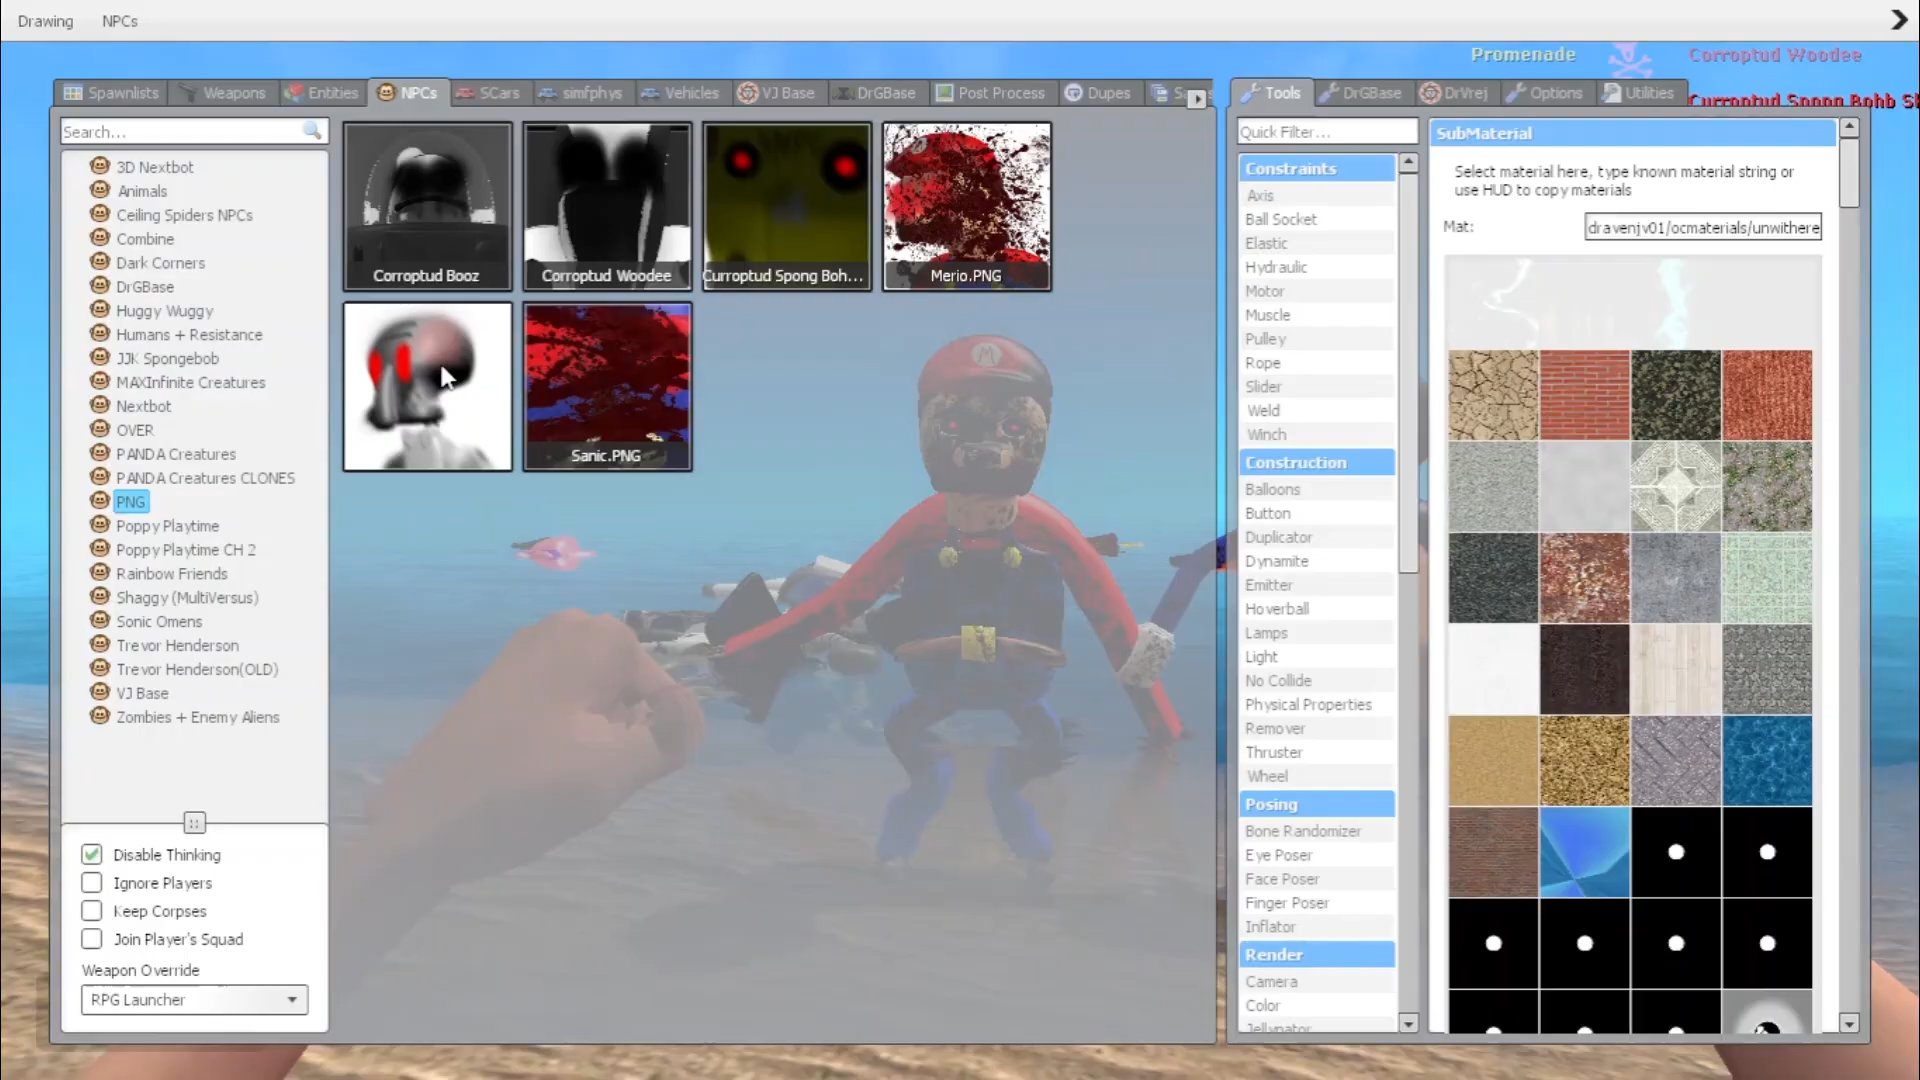 Drawing NPCs
Promenade Corroptud Woodee
Curroptud Spong Bohb
Spawnlists Weapons Entities NPCs SCars simfphys Vehicles VJ Base DrGBase Post Process Dupes
Tools DrGBase DrVrej Options Utilities
Search...
3D Nextbot
Animals
Ceiling Spiders NPCs
Combine
Dark Corners
DrGBase
Huggy Wuggy
Humans + Resistance
JJK Spongebob
MAXInfinite Creatures
Nextbot
OVER
PANDA Creatures
PANDA Creatures CLONES
PNG
Poppy Playtime
Poppy Playtime CH 2
Rainbow Friends
Shaggy (MultiVersus)
Sonic Omens
Trevor Henderson
Trevor Henderson(OLD)
VJ Base
Zombies + Enemy Aliens
Disable Thinking
Ignore Players
Keep Corpses
Join Player's Squad
Weapon Override
RPG Launcher
Corroptud Booz
Corroptud Woodee
Curroptud Spong Boh...
Merio.PNG
Sanic.PNG
M
Quick Filter...
Constraints
Axis
Ball Socket
Elastic
Hydraulic
Motor
Muscle
Pulley
Rope
Slider
Weld
Winch
Construction
Balloons
Button
Duplicator
Dynamite
Emitter
Hoverball
Lamps
Light
No Collide
Physical Properties
Remover
Thruster
Wheel
Posing
Bone Randomizer
Eye Poser
Face Poser
Finger Poser
Inflator
Render
Camera
Color
SubMaterial
Select material here, type known material string or
use HUD to copy materials
Mat: dravenjv01/ocmaterials/unwithere